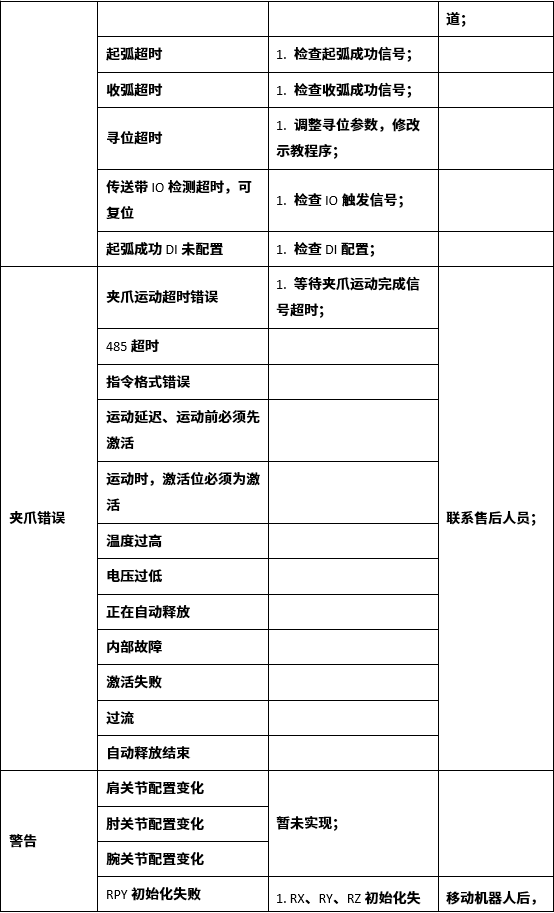 道；
起弧超时
1. 检查起弧成功信号；
收弧超时
1. 检查收弧成功信号；
寻位超时
1. 调整寻位参数，修改
示教程序；
传送带 IO 检测超时，可
复位
1. 检查 IO 触发信号；
起弧成功 DI 未配置
1. 检查 DI 配置；
夹爪错误
夹爪运动超时错误
1. 等待夹爪运动完成信
号超时；
联系售后人员；
485 超时
指令格式错误
运动延迟、运动前必须先
激活
运动时，激活位必须为激
活
温度过高
电压过低
正在自动释放
内部故障
激活失败
过流
自动释放结束
警告
肩关节配置变化
暂未实现；
肘关节配置变化
腕关节配置变化
RPY 初始化失败
1. RX、RY、RZ 初始化失
移动机器人后，